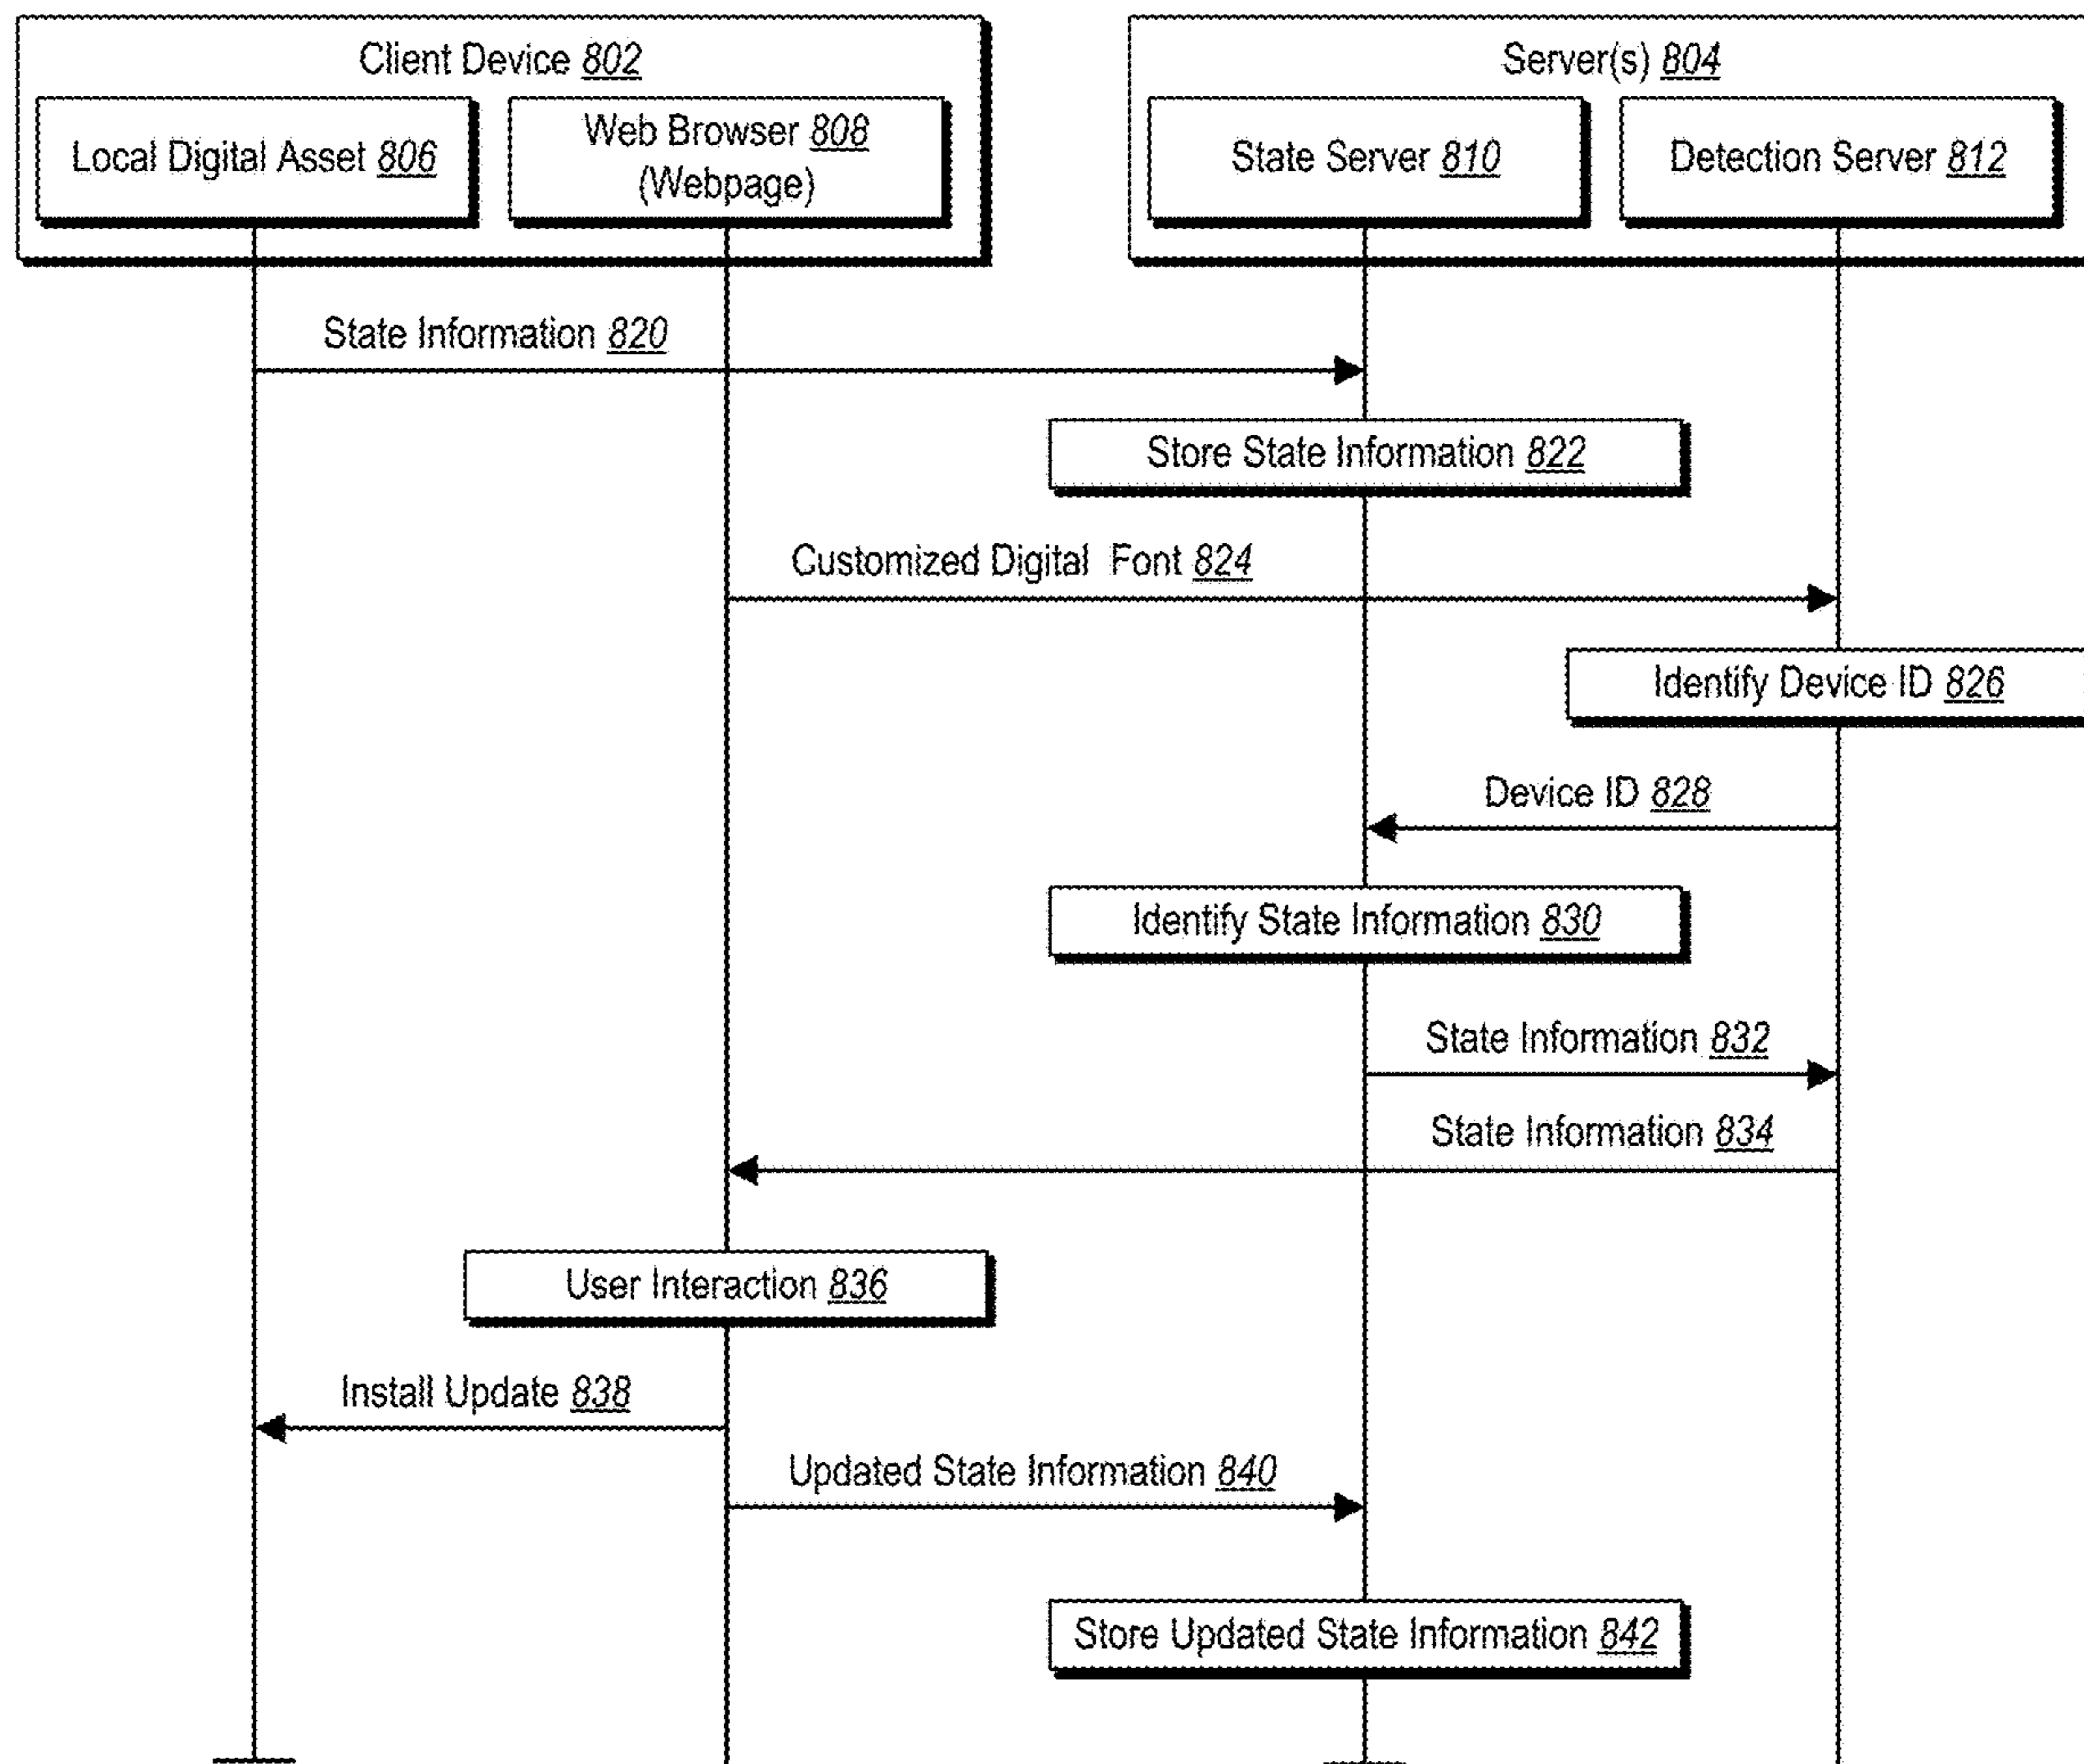 Client Device 802
Server(s) 804
Local Digital Asset 806
Web Browser 808
(Webpage)
State Server 810
Detection Server 812
State Information 820
Store State Information 822
Customized Digital Font 824
Identify Device ID 826
Device ID 828
Identify State Information 830
State Information 832
State Information 834
User Interaction 836
Install Update 838
Updated State Information 840
Store Updated State Information 842